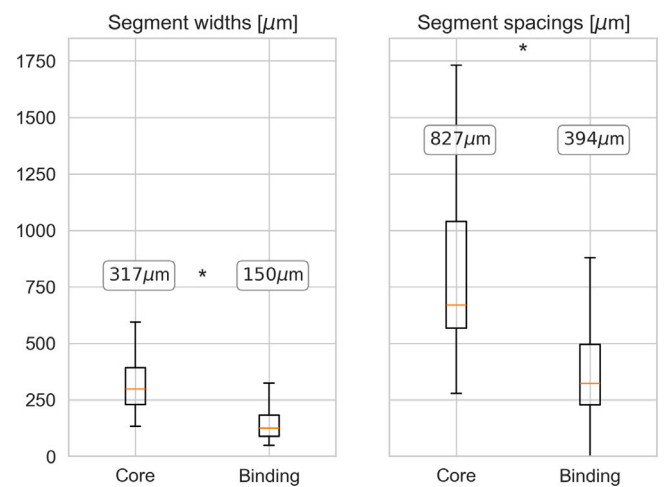 Segment widths [μm]
Segment spacings [μm]
1750
1500
1250
1000
750
500
250
0
317μm
*
150μm
*
827μm
394μm
Core
Binding
Core
Binding